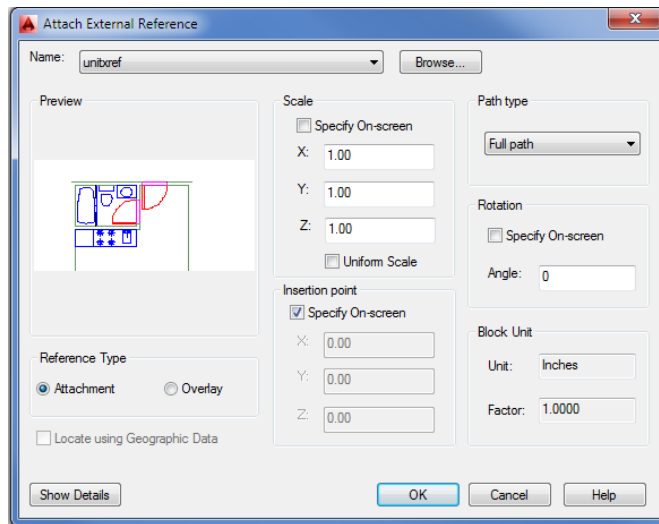 Attach External Reference
Name: unitxref Browse...
Preview
Scale
Specify On-screen
X: 1.00
Y: 1.00
Z: 1.00
Uniform Scale
Path type
Full path
Rotation
Specify On-screen
Angle: 0
Insertion point
Specify On-screen
X: 0.00
Y: 0.00
Z: 0.00
Block Unit
Unit: Inches
Factor: 1.0000
Reference Type
Attachment Overlay
Locate using Geographic Data
Show Details OK Cancel Help